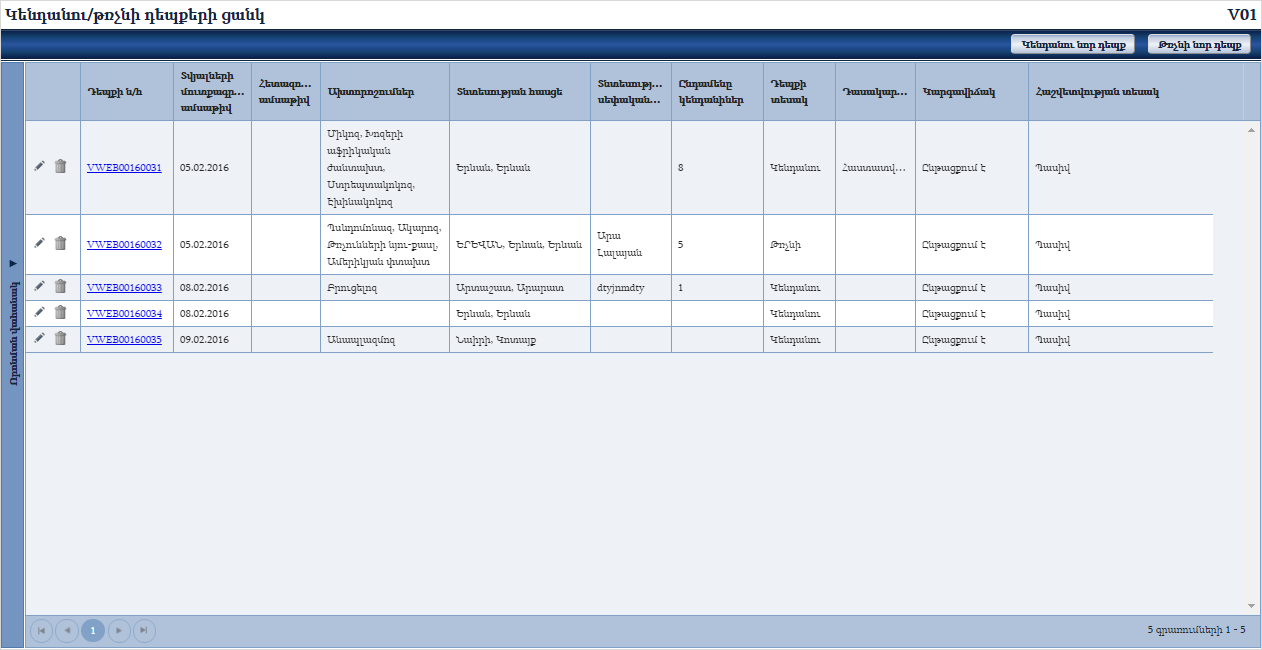 Կենդանու/թռչնի դեպքերի ցանկ V01
Կենդանու նոր դեպք Թռչնի նոր դեպք
Որոնման վահանակ
Դեպքի ն/հ
Տվյալների
մուտքագր...
ամսաթիվ
Հետազո...
ամսաթիվ
Ախտորոշումներ
Տնտեսության հասցե
Տնտեսությ...
սեփական...
Ընդամենը
կենդանիներ
Դեպքի
տեսակ
Դասակար...
Կարգավիճակ
Հաշվետվության տեսակ
VWEB00160031 05.02.2016
Միկոզ, Խոզերի
աֆրիկական
ժանտախտ,
Ստրեպտակոկոզ,
Էխինակոկոզ
Երևան, Երևան 8 Կենդանու Հաստատվ... Ընթացքում է Պասիվ
VWEB00160032 05.02.2016
Պսևդոմոնազ, Ակարոզ,
Թռչունների նյու-քասլ,
Ամերիկյան փտախտ
ԵՐԵՎԱՆ, Երևան, Երևան
Արա
Լալայան
5 Թռչնի Ընթացքում է Պասիվ
VWEB00160033 08.02.2016 Բրուցելոզ Արտաշատ, Արարատ dtyjnmdty 1 Կենդանու Ընթացքում է Պասիվ
VWEB00160034 08.02.2016 Երևան, Երևան Կենդանու Ընթացքում է Պասիվ
VWEB00160035 09.02.2016 Անապլազմոզ Նաիրի, Կոտայք Կենդանու Ընթացքում է Պասիվ
1 5 գրառումների 1 - 5